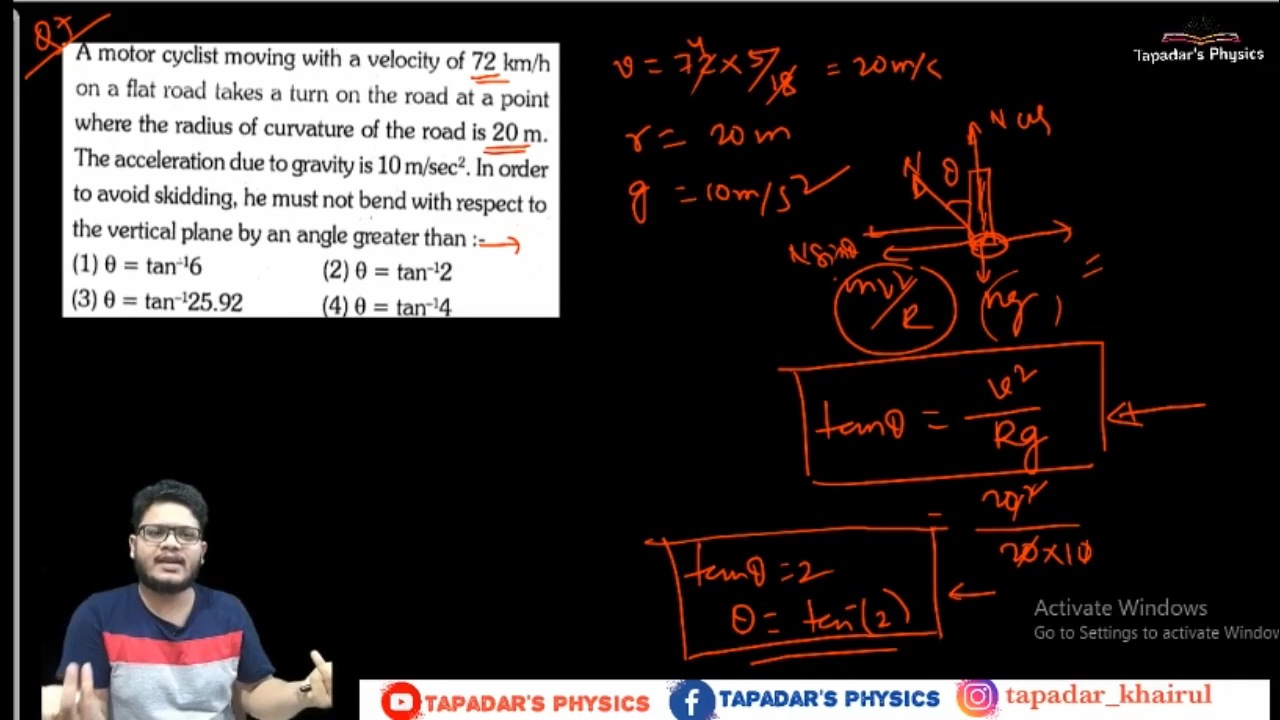 Q7
A motor cyclist moving with a velocity of 72 km/h
on a flat road takes a turn on the road at a point
where the radius of curvature of the road is 20 m.
The acceleration due to gravity is 10 m/sec². In order
to avoid skidding, he must not bend with respect to
the vertical plane by an angle greater than :-
(1) θ = tan⁻¹6 (2) θ = tan⁻¹2
(3) θ = tan⁻¹25.92 (4) θ = tan⁻¹4
Tapadar's Physics
v = 72 × 5/18 = 20 m/s
r = 20 m
g = 10 m/s²
N θ
N sinθ
mv²/R mg
=
tanθ = v²/Rg
= 20²/20×10
tanθ = 2
θ = tan⁻(2)
Activate Windows
Go to Settings to activate Window
TAPADAR'S PHYSICS TAPADAR'S PHYSICS tapadar_khairul